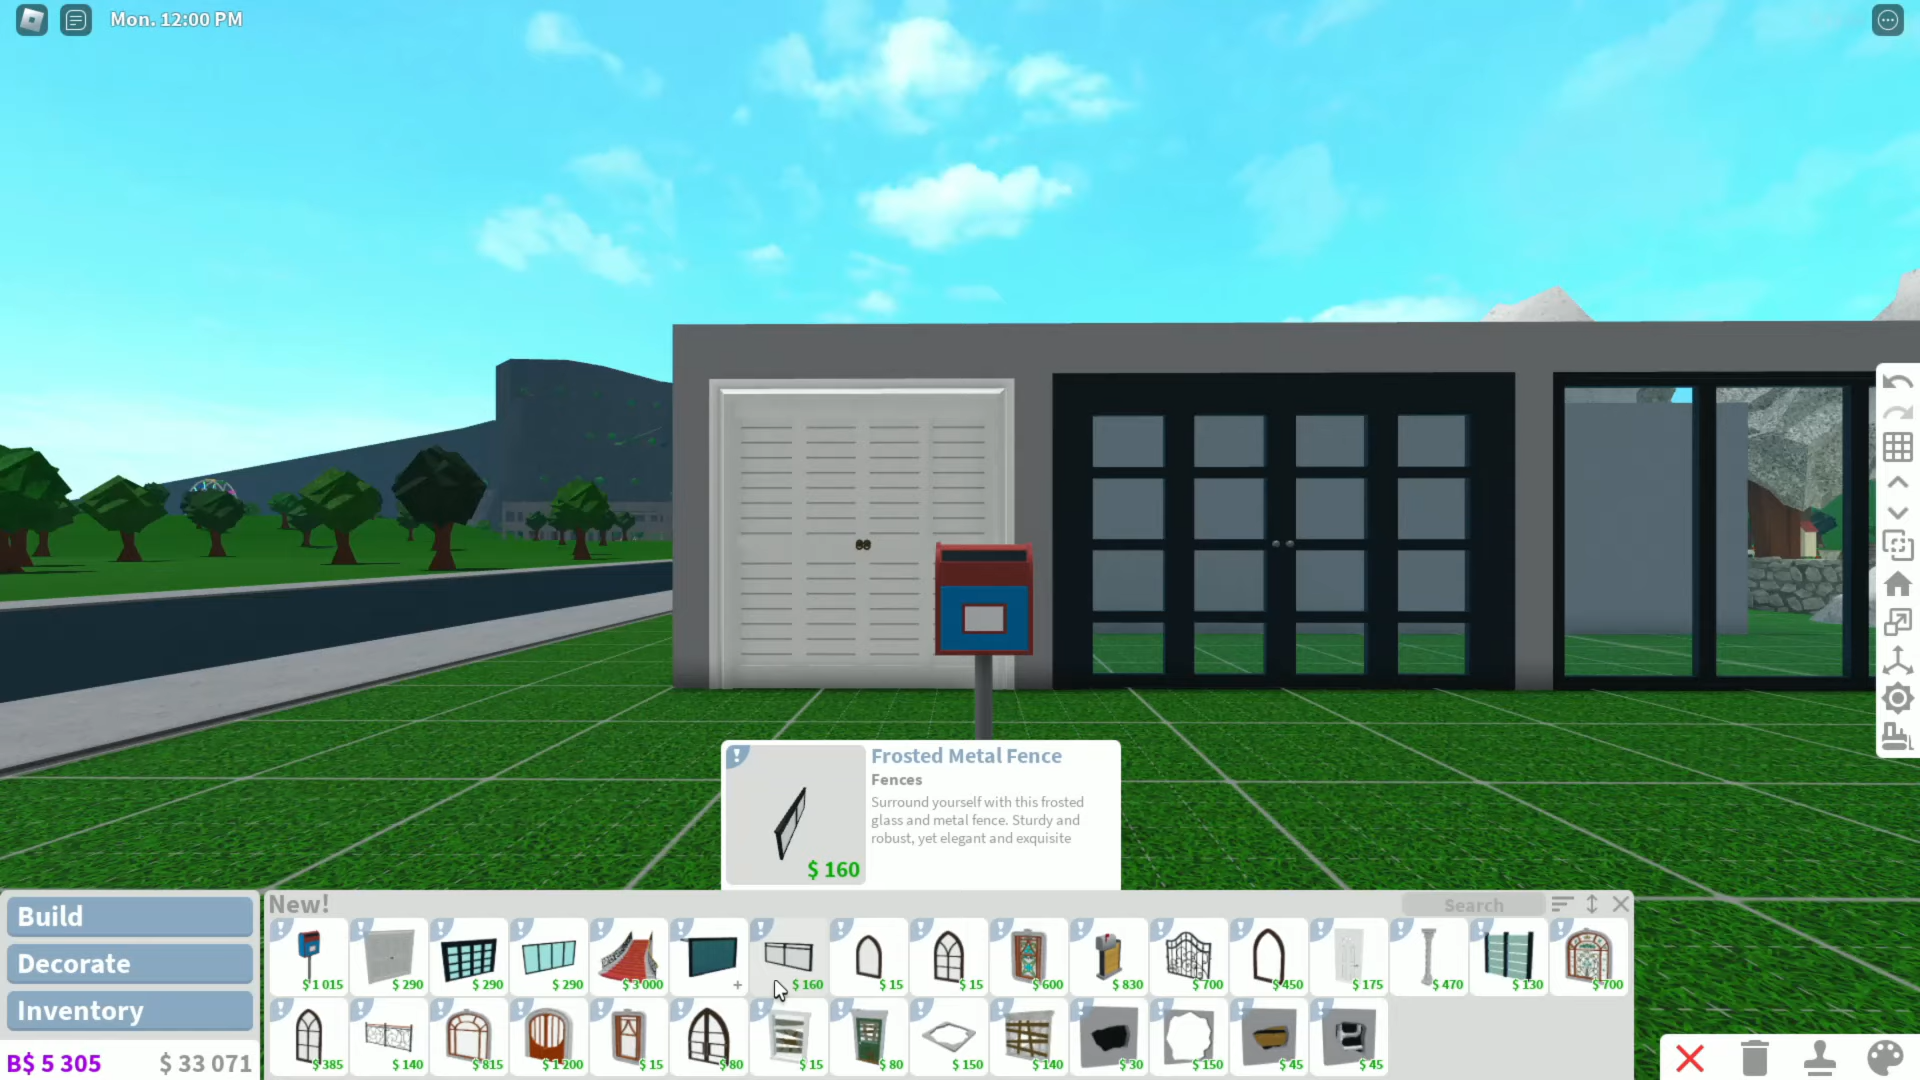 Mon. 12:00 PM
Frosted Metal Fence
Fences
Surround yourself with this frosted
glass and metal fence. Sturdy and
robust, yet elegant and exquisite
$ 160
New!
Search
Build
Decorate
Inventory
B$ 5 305 $ 33 071
$ 1 015 $ 290 $ 290 $ 290 $ 3 000 + $ 160 $ 15 $ 15 $ 600 $ 830 $ 700 $ 450 $ 175 $ 470 $ 130 $ 700
$ 385 $ 140 $ 815 $ 1 200 $ 15 $ 80 $ 15 $ 80 $ 150 $ 140 $ 30 $ 150 $ 45 $ 45